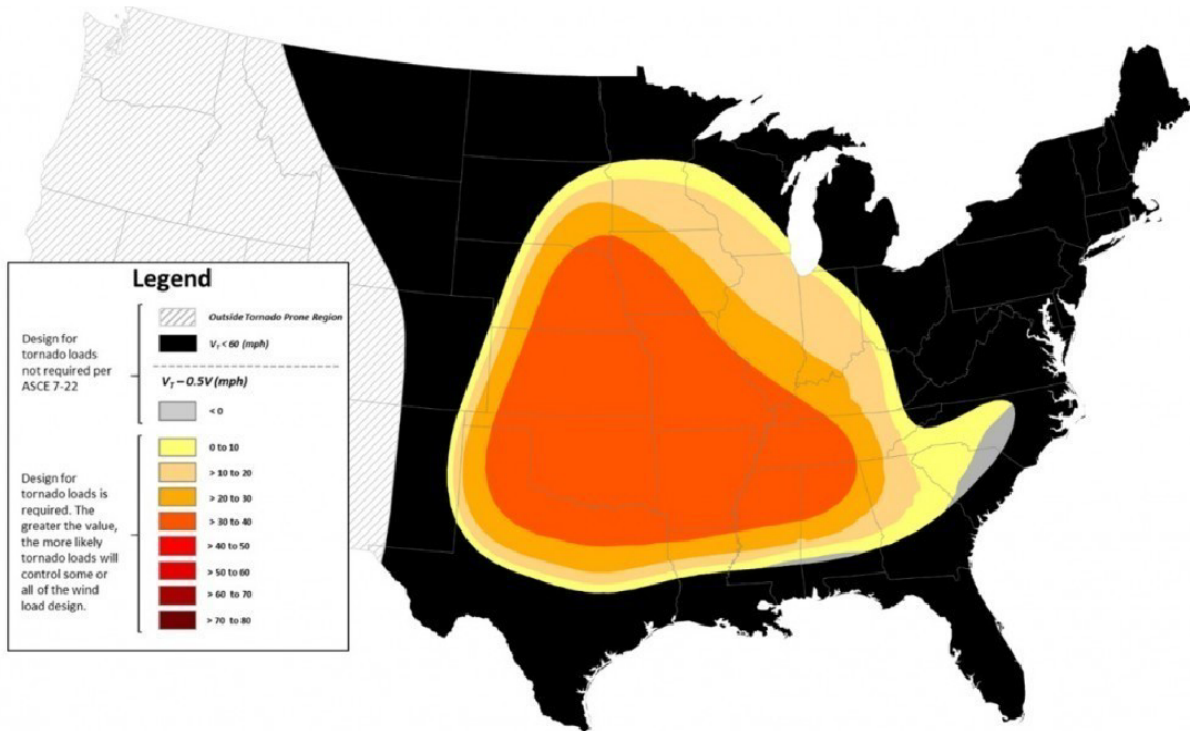 Legend
Design for
tornado loads
not required per
ASCE 7-22
Outside Tornado Prone Region
V_T < 60 (mph)
V_T – 0.5V (mph)
< 0
Design for
tornado loads is
required. The
greater the value,
the more likely
tornado loads will
control some or
all of the wind
load design.
0 to 10
> 10 to 20
> 20 to 30
> 30 to 40
> 40 to 50
> 50 to 60
> 60 to 70
> 70 to 80